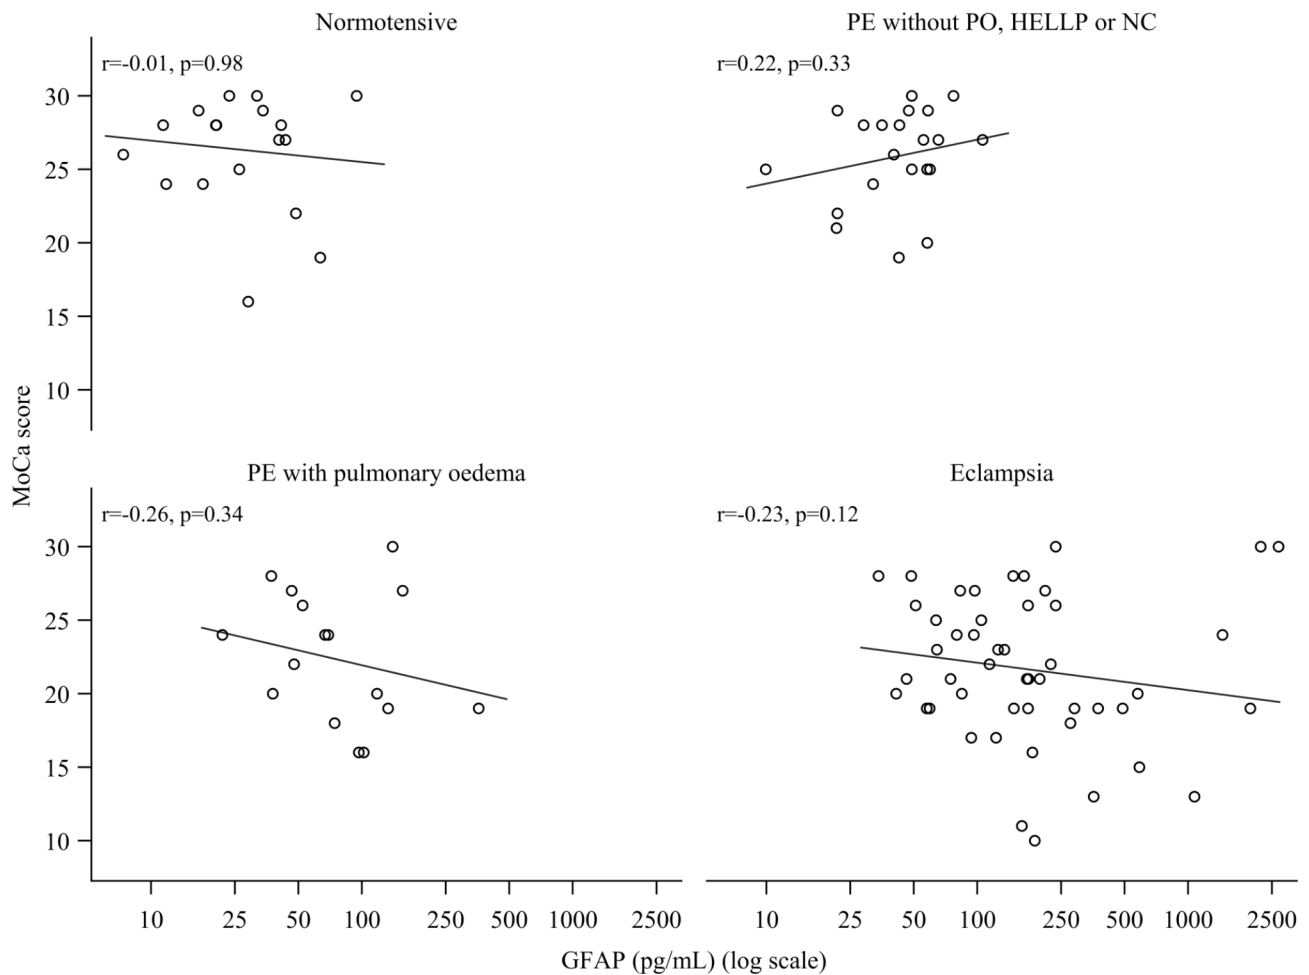 Normotensive
PE without PO, HELLP or NC
r=-0.01, p=0.98
r=0.22, p=0.33
30
25
20
15
10
MoCa score
PE with pulmonary oedema
Eclampsia
r=-0.26, p=0.34
r=-0.23, p=0.12
30
25
20
15
10
10 25 50 100 250 500 1000 2500
10 25 50 100 250 500 1000 2500
GFAP (pg/mL) (log scale)